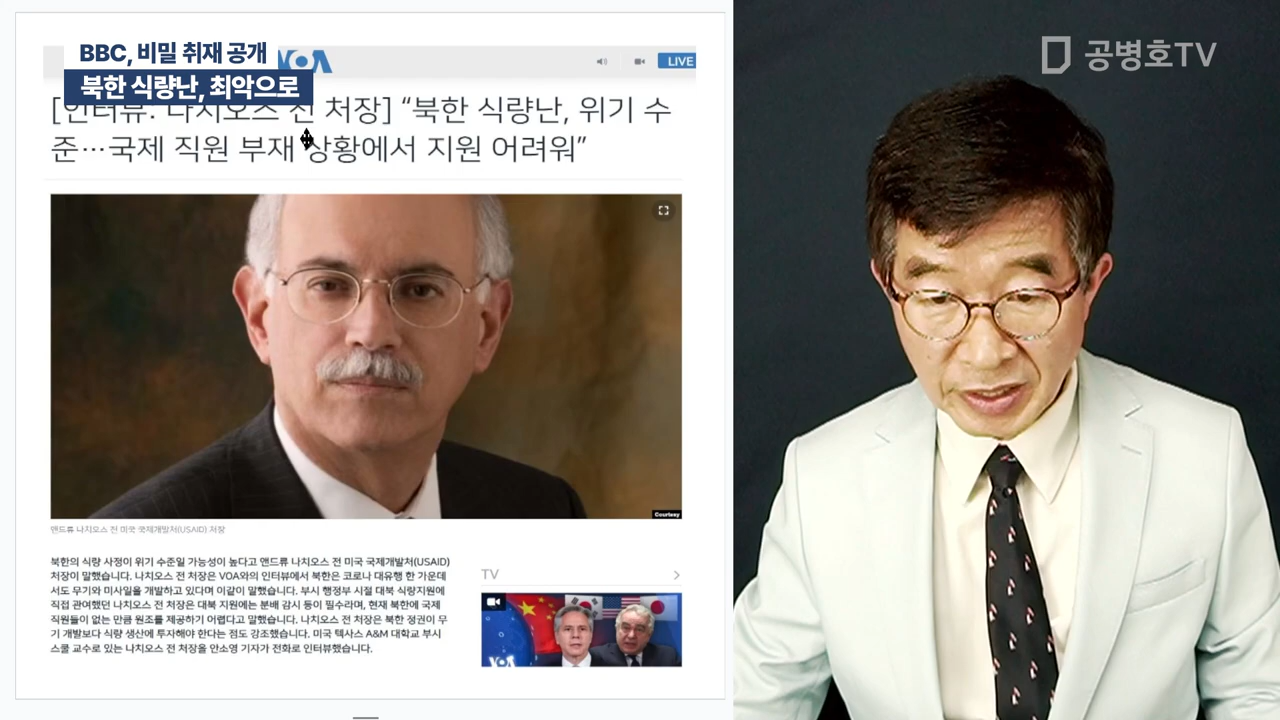 BBC, 비밀 취재 공개
북한 식량난, 최악으로
VOA
LIVE
공병호TV
[인터뷰: 나치오스 전 처장] “북한 식량난, 위기 수
준…국제 직원 부재 상황에서 지원 어려워”
Courtesy
앤드류 나치오스 전 미국 국제개발처(USAID) 처장
북한의 식량 사정이 위기 수준일 가능성이 높다고 앤드류 나치오스 전 미국 국제개발처(USAID)
처장이 말했습니다. 나치오스 전 처장은 VOA와의 인터뷰에서 북한은 코로나 대유행 한 가운데
서도 무기와 미사일을 개발하고 있다며 이같이 말했습니다. 부시 행정부 시절 대북 식량지원에
직접 관여했던 나치오스 전 처장은 대북 지원에는 분배 감시 등이 필수라며, 현재 북한에 국제
직원들이 없는 만큼 원조를 제공하기 어렵다고 말했습니다. 나치오스 전 처장은 북한 정권이 무
기 개발보다 식량 생산에 투자해야 한다는 점도 강조했습니다. 미국 텍사스 A&M 대학교 부시
스쿨 교수로 있는 나치오스 전 처장을 안소영 기자가 전화로 인터뷰했습니다.
TV
VOA